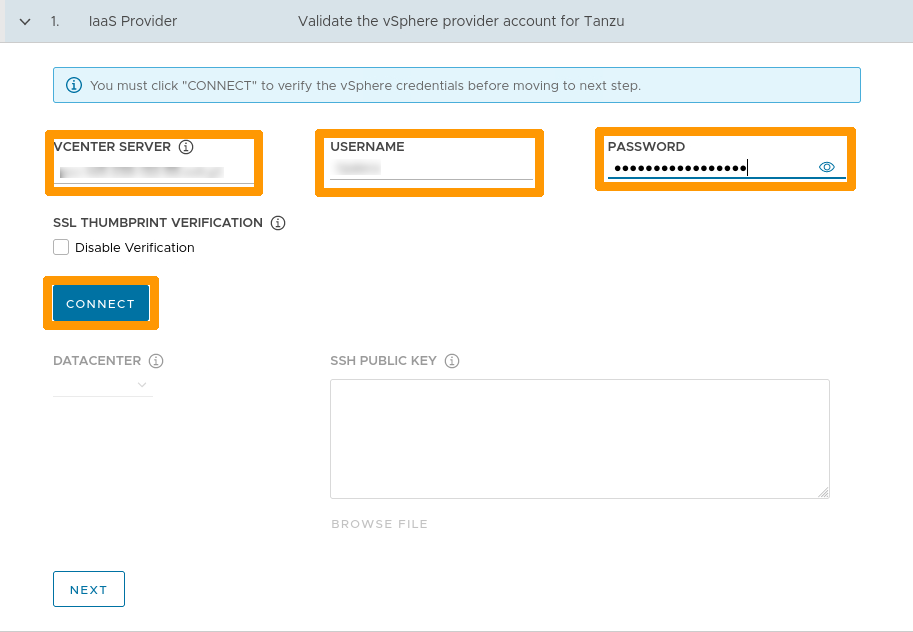 1. IaaS Provider Validate the vSphere provider account for Tanzu
You must click "CONNECT" to verify the vSphere credentials before moving to next step.
VCENTER SERVER USERNAME PASSWORD
•••••••••••••••••
SSL THUMBPRINT VERIFICATION
Disable Verification
CONNECT
DATACENTER SSH PUBLIC KEY
BROWSE FILE
NEXT